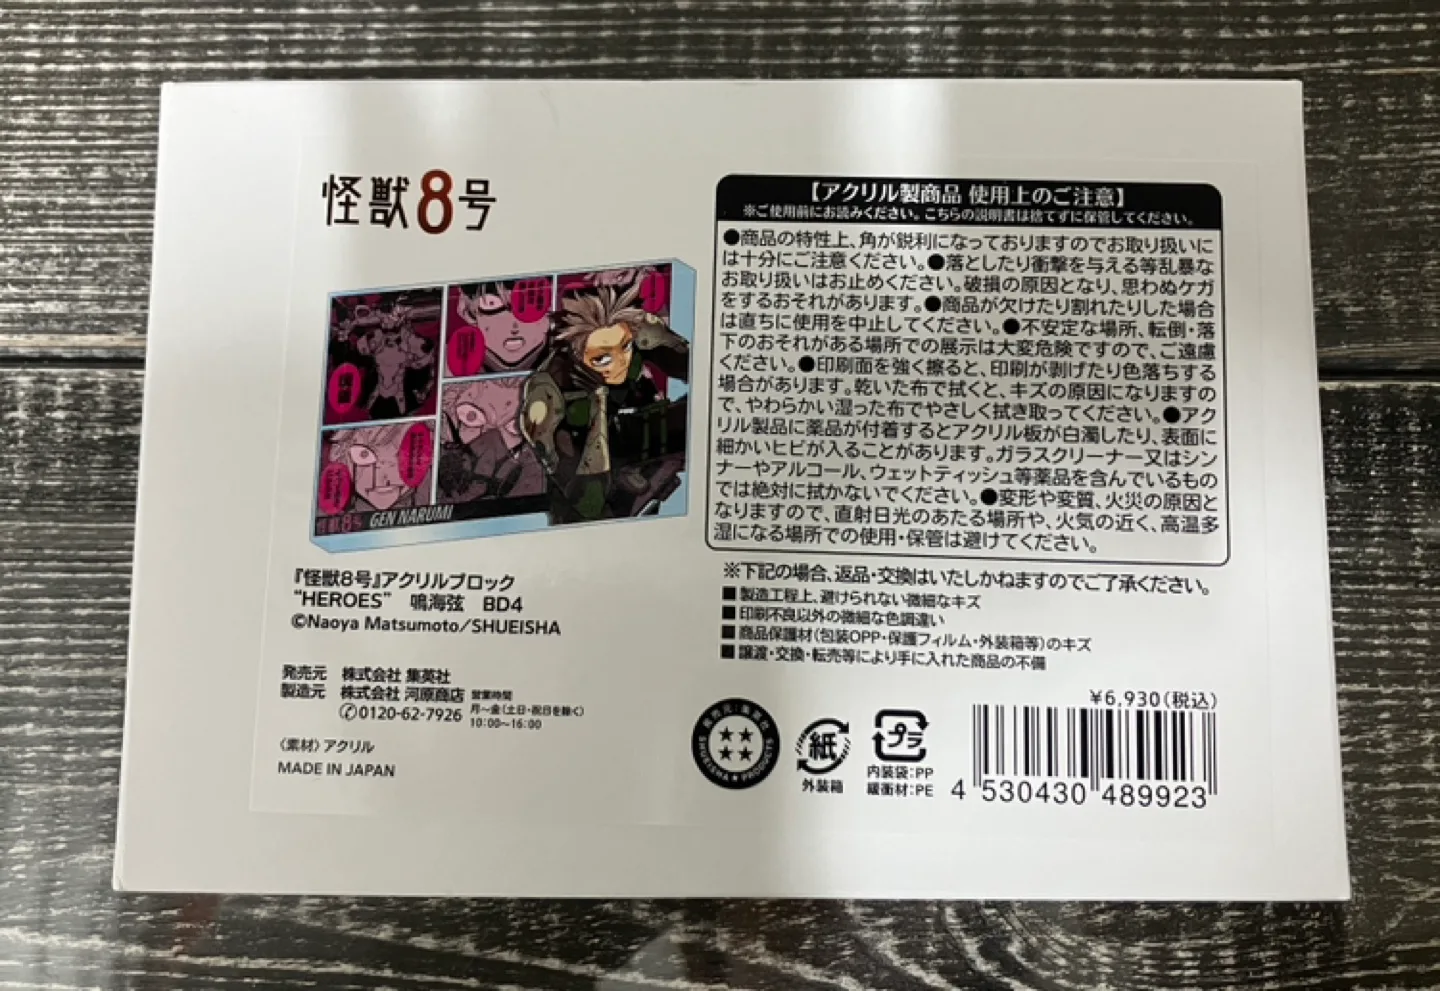 怪獣8号
怪獣8号 GEN NARUMI
『怪獣8号』アクリルブロック
“HEROES” 鳴海弦 BD4
©Naoya Matsumoto/SHUEISHA
発売元 株式会社 集英社
製造元 株式会社 河原商店 営業時間
0120-62-7926 月〜金(土日・祝日を除く)
10:00〜16:00
〈素材〉アクリル
MADE IN JAPAN
【アクリル製商品 使用上のご注意】
※ご使用前にお読みください。こちらの説明書は捨てずに保管してください。
●商品の特性上、角が鋭利になっておりますのでお取り扱いに
は十分にご注意ください。●落としたり衝撃を与える等乱暴な
お取り扱いはお止めください。破損の原因となり、思わぬケガ
をするおそれがあります。●商品が欠けたり割れたりした場合
は直ちに使用を中止してください。●不安定な場所、転倒・落
下のおそれがある場所での展示は大変危険ですので、ご遠慮
ください。●印刷面を強く擦ると、印刷が剥げたり色落ちする
場合があります。乾いた布で拭くと、キズの原因になりますの
で、やわらかい湿った布でやさしく拭き取ってください。●アク
リル製品に薬品が付着するとアクリル板が白濁したり、表面に
細かいヒビが入ることがあります。ガラスクリーナー又はシン
ナーやアルコール、ウェットティッシュ等薬品を含んでいるもの
では絶対に拭かないでください。●変形や変質、火災の原因と
なりますので、直射日光のあたる場所や、火気の近く、高温多
湿になる場所での使用・保管は避けてください。
※下記の場合、返品・交換はいたしかねますのでご了承ください。
■製造工程上、避けられない微細なキズ
■印刷不良以外の微細な色調違い
■商品保護材(包装OPP・保護フィルム・外装箱等)のキズ
■譲渡・交換・転売等により手に入れた商品の不備
¥6,930(税込)
発売元:集英社
SHUEISHA★PRODUCTS
紙
外装箱
プラ
内装袋:PP
緩衝材:PE
4 530430 489923